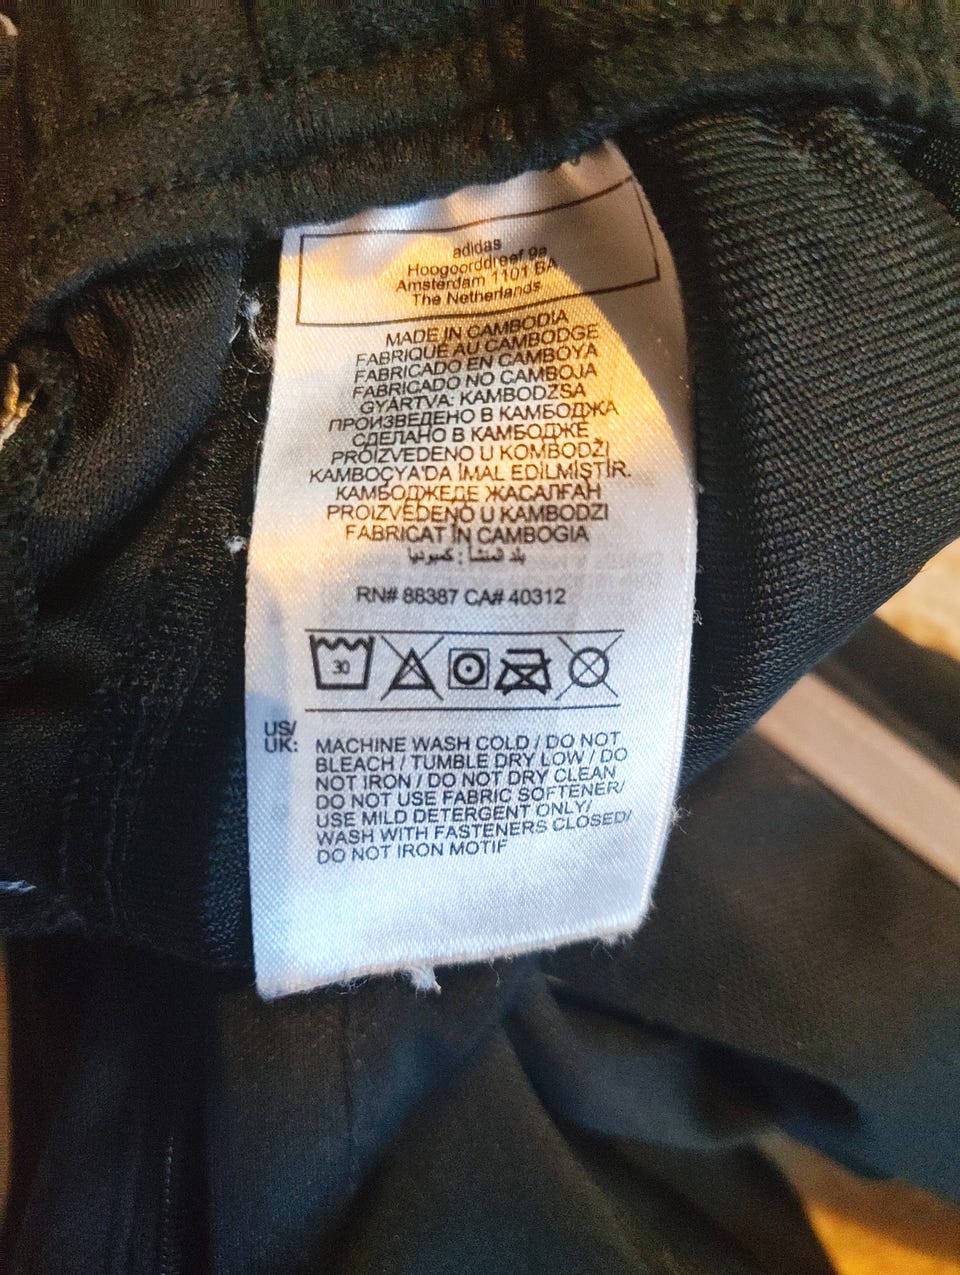 adidas
Hoogoorddreef 9a
Amsterdam 1101 BA
The Netherlands
MADE IN CAMBODIA
FABRIQUÉ AU CAMBODGE
FABRICADO EN CAMBOYA
FABRICADO NO CAMBOJA
GYÁRTVA: KAMBODZSA
ПРОИЗВЕДЕНО В КАМБОДЖА
СДЕЛАНО В КАМБОДЖЕ
PROIZVEDENO U KOMBODŽI
KAMBOÇYA'DA İMAL EDİLMİŞTİR.
КАМБОДЖЕДЕ ЖАСАЛҒАН
PROIZVEDENO U KAMBODZI
FABRICAT ÎN CAMBOGIA
بلد المنشأ : كمبوديا
RN# 88387 CA# 40312
30
US/
UK:
MACHINE WASH COLD / DO NOT
BLEACH / TUMBLE DRY LOW / DO
NOT IRON / DO NOT DRY CLEAN
DO NOT USE FABRIC SOFTENER/
USE MILD DETERGENT ONLY/
WASH WITH FASTENERS CLOSED/
DO NOT IRON MOTIF